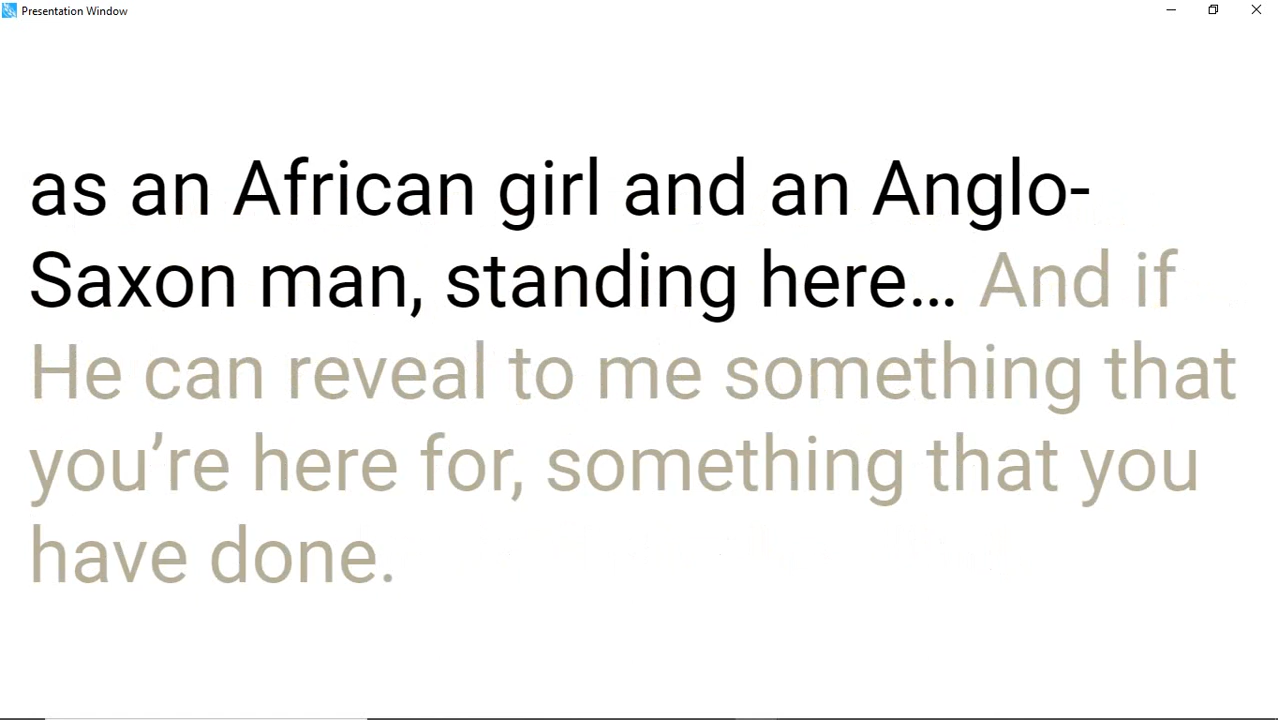 Presentation Window
as an African girl and an Anglo-
Saxon man, standing here... And if
He can reveal to me something that
you’re here for, something that you
have done.